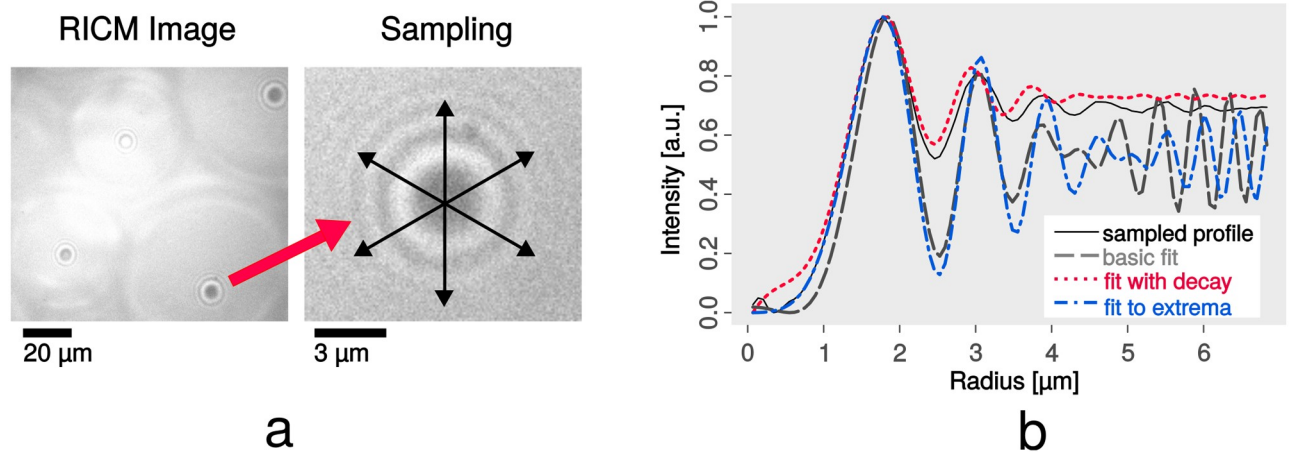 a
RICM Image
Sampling
20 µm
3 µm
a
b
Intensity [a.u.]
1.0
0.8
0.6
0.4
0.2
0.0
sampled profile
basic fit
fit with decay
fit to extrema
0 1 2 3 4 5 6
Radius [µm]
b